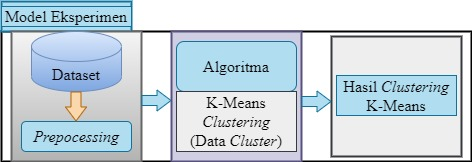 Model Eksperimen
Dataset
Prepocessing
Algoritma
K-Means
Clustering
(Data Cluster)
Hasil Clustering
K-Means